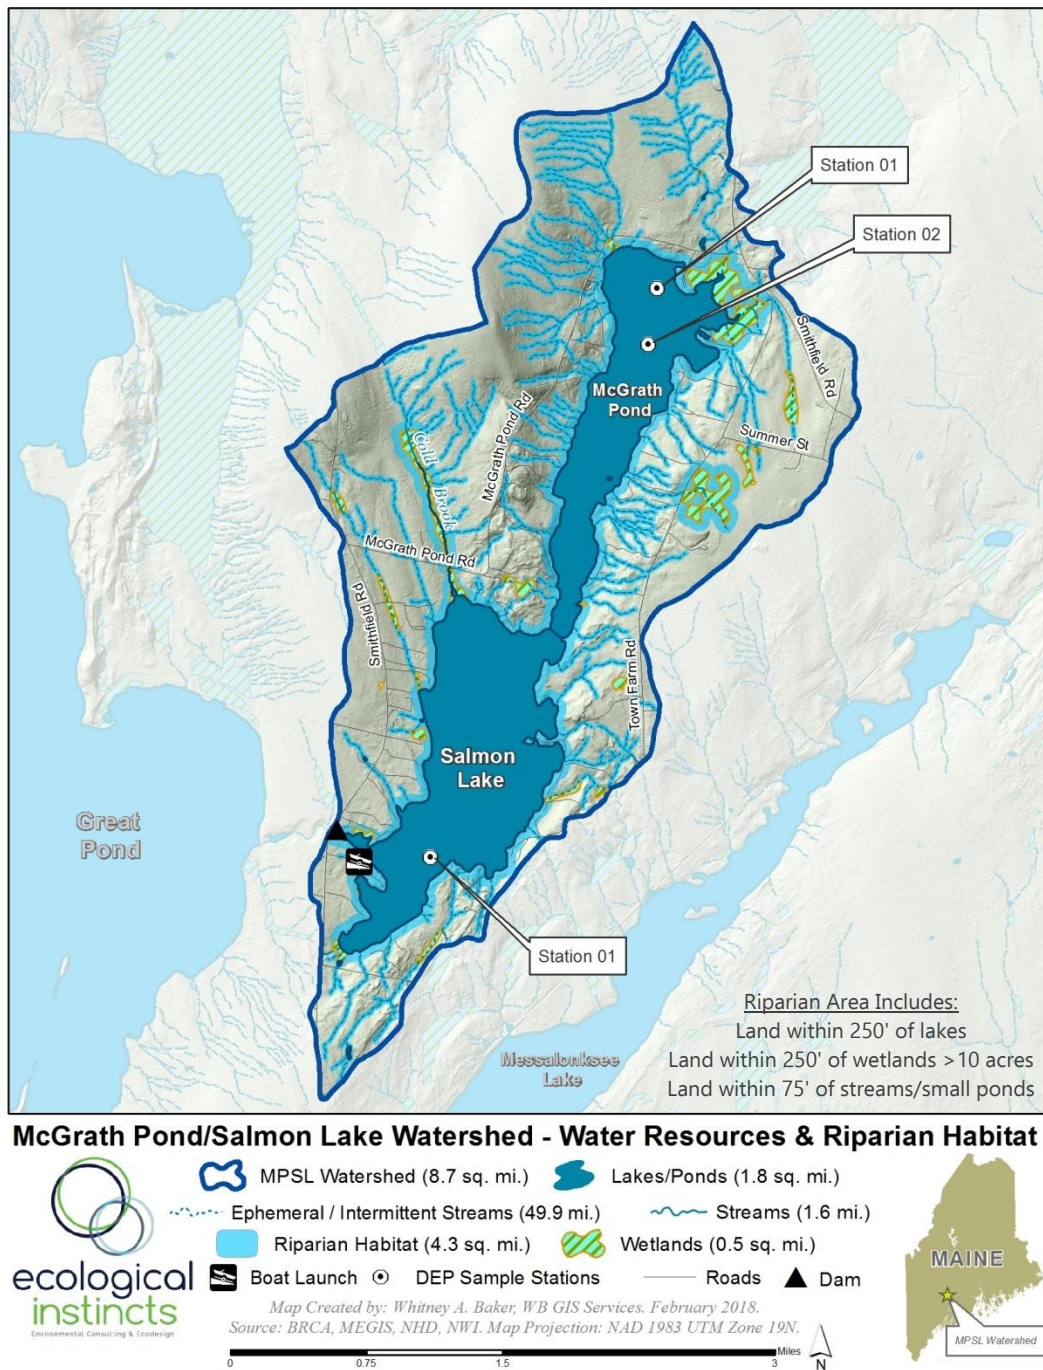 Station 01
Station 02
McGrath
Pond
Smithfield Rd
Summer St
McGrath Pond Rd
Cold Brook
McGrath Pond Rd
Smithfield Rd
Town Farm Rd
Salmon
Lake
Great
Pond
Station 01
Messalonksee
Lake
Riparian Area Includes:
Land within 250' of lakes
Land within 250' of wetlands >10 acres
Land within 75' of streams/small ponds
McGrath Pond/Salmon Lake Watershed - Water Resources & Riparian Habitat
MPSL Watershed (8.7 sq. mi.)
Lakes/Ponds (1.8 sq. mi.)
Ephemeral / Intermittent Streams (49.9 mi.)
Streams (1.6 mi.)
Riparian Habitat (4.3 sq. mi.)
Wetlands (0.5 sq. mi.)
Boat Launch
DEP Sample Stations
Roads
Dam
ecological
instincts
Environmental Consulting & Ecodesign
MAINE
MPSL Watershed
Map Created by: Whitney A. Baker, WB GIS Services. February 2018.
Source: BRCA, MEGIS, NHD, NWI. Map Projection: NAD 1983 UTM Zone 19N.
Miles
0 0.75 1.5 3
N